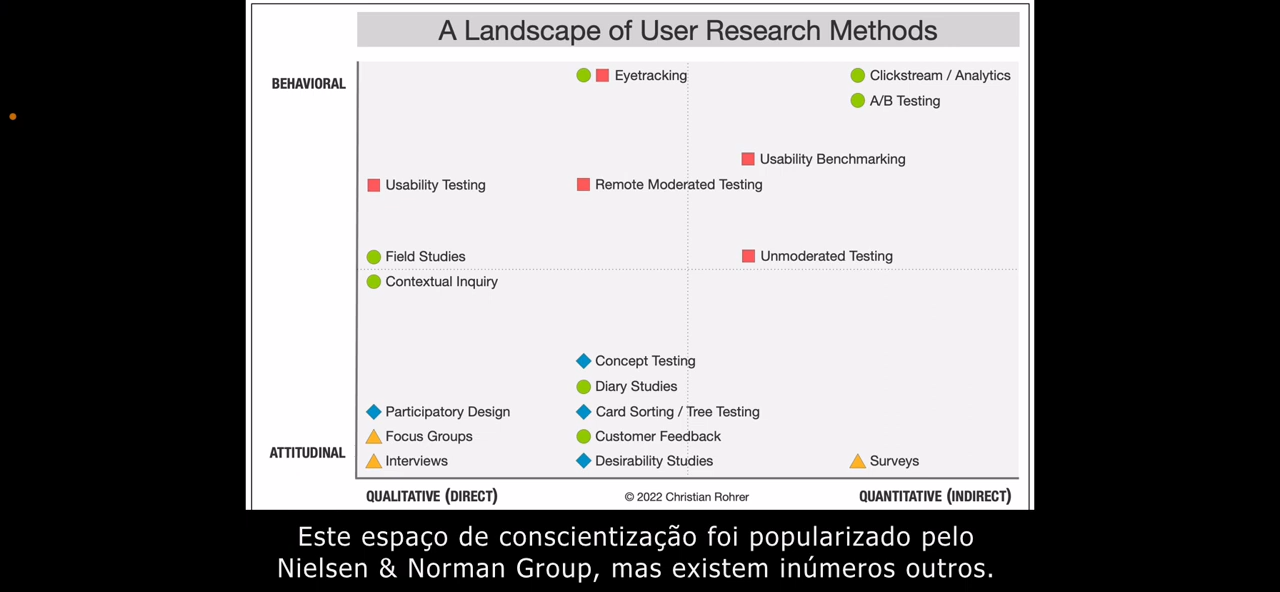 A Landscape of User Research Methods
BEHAVIORAL
Eyetracking
Clickstream / Analytics
A/B Testing
Usability Benchmarking
Usability Testing
Remote Moderated Testing
Field Studies
Unmoderated Testing
Contextual Inquiry
Concept Testing
Diary Studies
Participatory Design
Card Sorting / Tree Testing
Focus Groups
Customer Feedback
ATTITUDINAL
Interviews
Desirability Studies
Surveys
QUALITATIVE (DIRECT)
© 2022 Christian Rohrer
QUANTITATIVE (INDIRECT)
Este espaço de conscientização foi popularizado pelo
Nielsen & Norman Group, mas existem inúmeros outros.